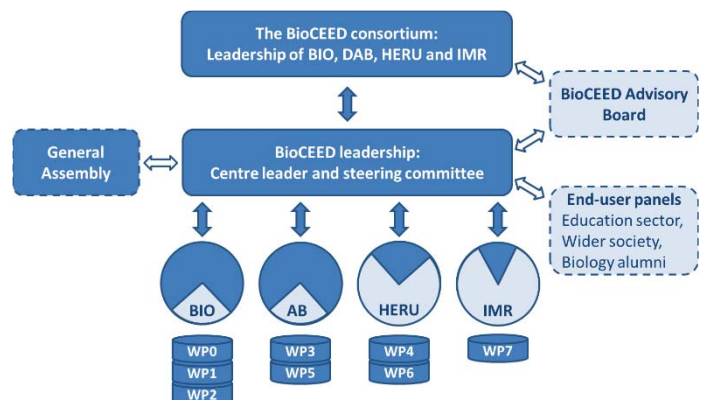 The BioCEED consortium:
Leadership of BIO, DAB, HERU and IMR
BioCEED Advisory
Board
General
Assembly
BioCEED leadership:
Centre leader and steering committee
End-user panels
Education sector,
Wider society,
Biology alumni
BIO
AB
HERU
IMR
WP0
WP3
WP4
WP7
WP1
WP5
WP6
WP2